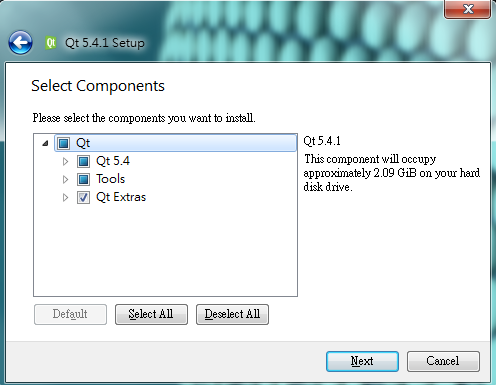 Qt Qt 5.4.1 Setup
Select Components
Please select the components you want to install.
Qt
Qt 5.4
Tools
Qt Extras
Qt 5.4.1
This component will occupy
approximately 2.09 GiB on your hard
disk drive.
Default
Select All
Deselect All
Next
Cancel